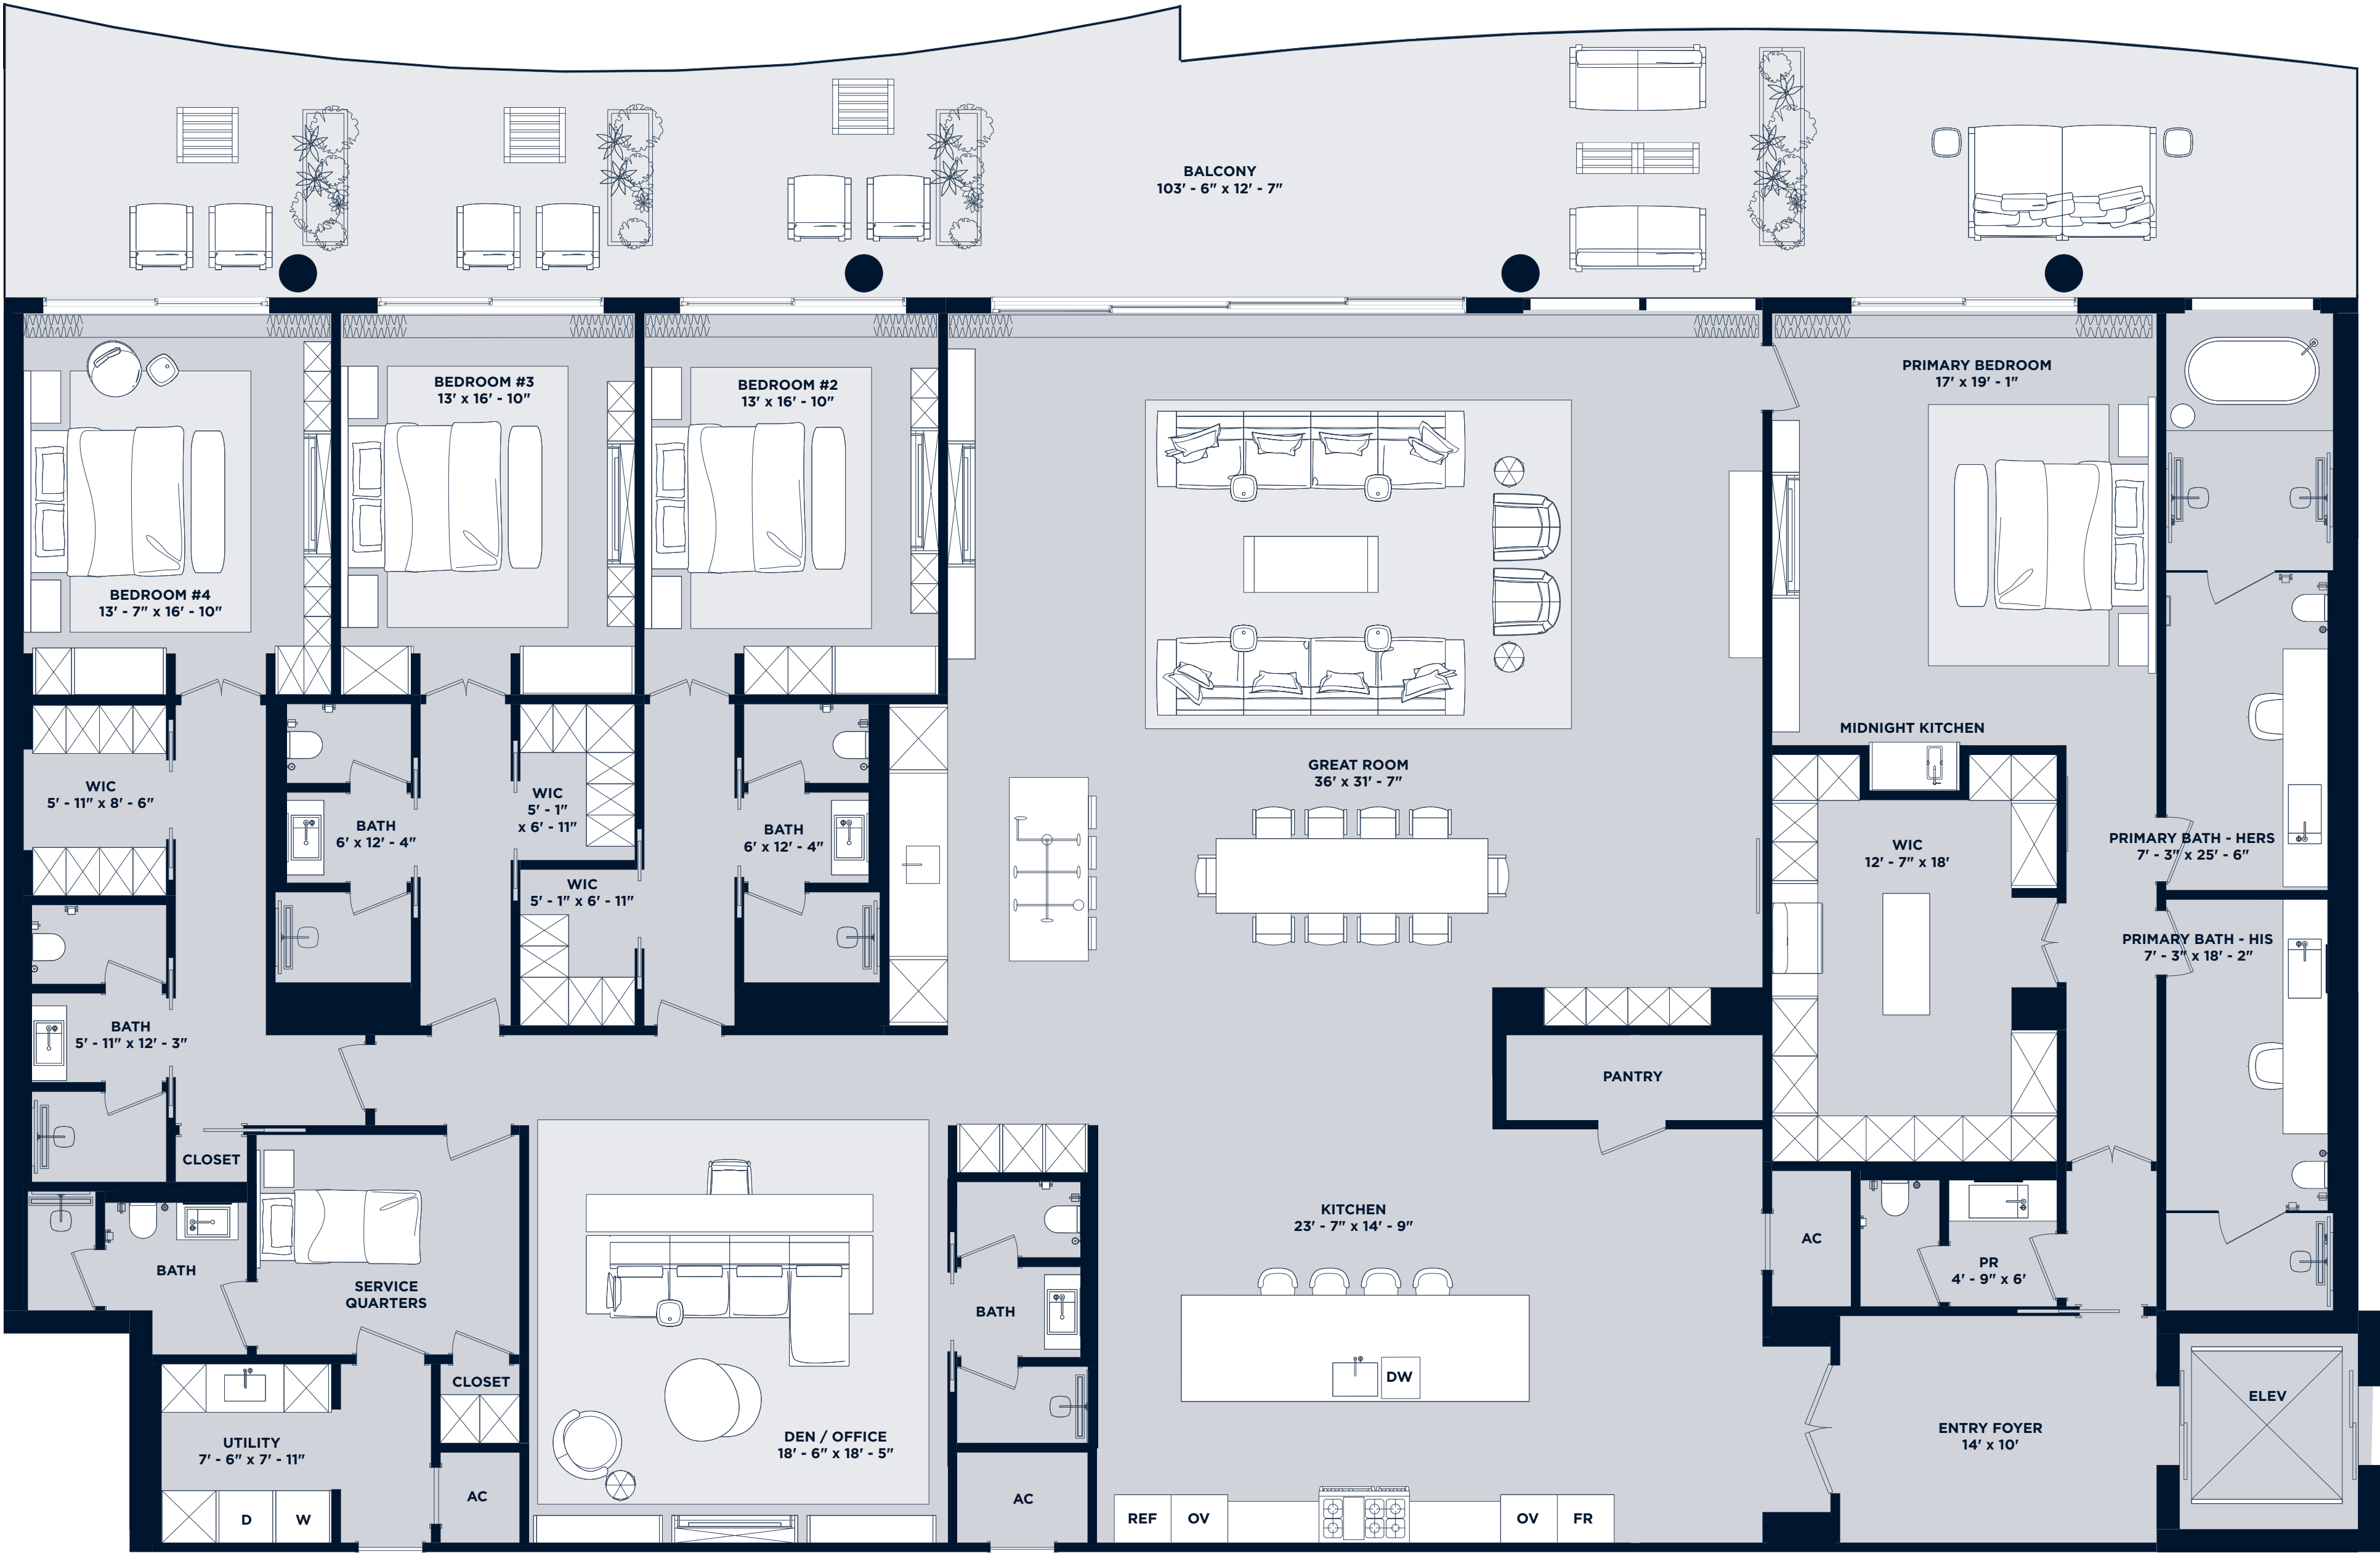 BALCONY
103' - 6" x 12' - 7"
PRIMARY BEDROOM
17' x 19' - 1"
BEDROOM #3
13' x 16' - 10"
BEDROOM #2
13' x 16' - 10"
BEDROOM #4
13' - 7" x 16' - 10"
MIDNIGHT KITCHEN
GREAT ROOM
36' x 31' - 7"
WIC
5' - 11" x 8' - 6"
WIC
5' - 1"
x 6' - 11"
BATH
6' x 12' - 4"
BATH
6' x 12' - 4"
PRIMARY BATH - HERS
7' - 3" x 25' - 6"
WIC
12' - 7" x 18'
WIC
5' - 1" x 6' - 11"
PRIMARY BATH - HIS
7' - 3" x 18' - 2"
BATH
5' - 11" x 12' - 3"
PANTRY
CLOSET
KITCHEN
23' - 7" x 14' - 9"
AC
BATH
PR
4' - 9" x 6'
SERVICE
QUARTERS
BATH
DW
CLOSET
ELEV
UTILITY
7' - 6" x 7' - 11"
DEN / OFFICE
18' - 6" x 18' - 5"
ENTRY FOYER
14' x 10'
AC
AC
D
W
REF
OV
OV
FR